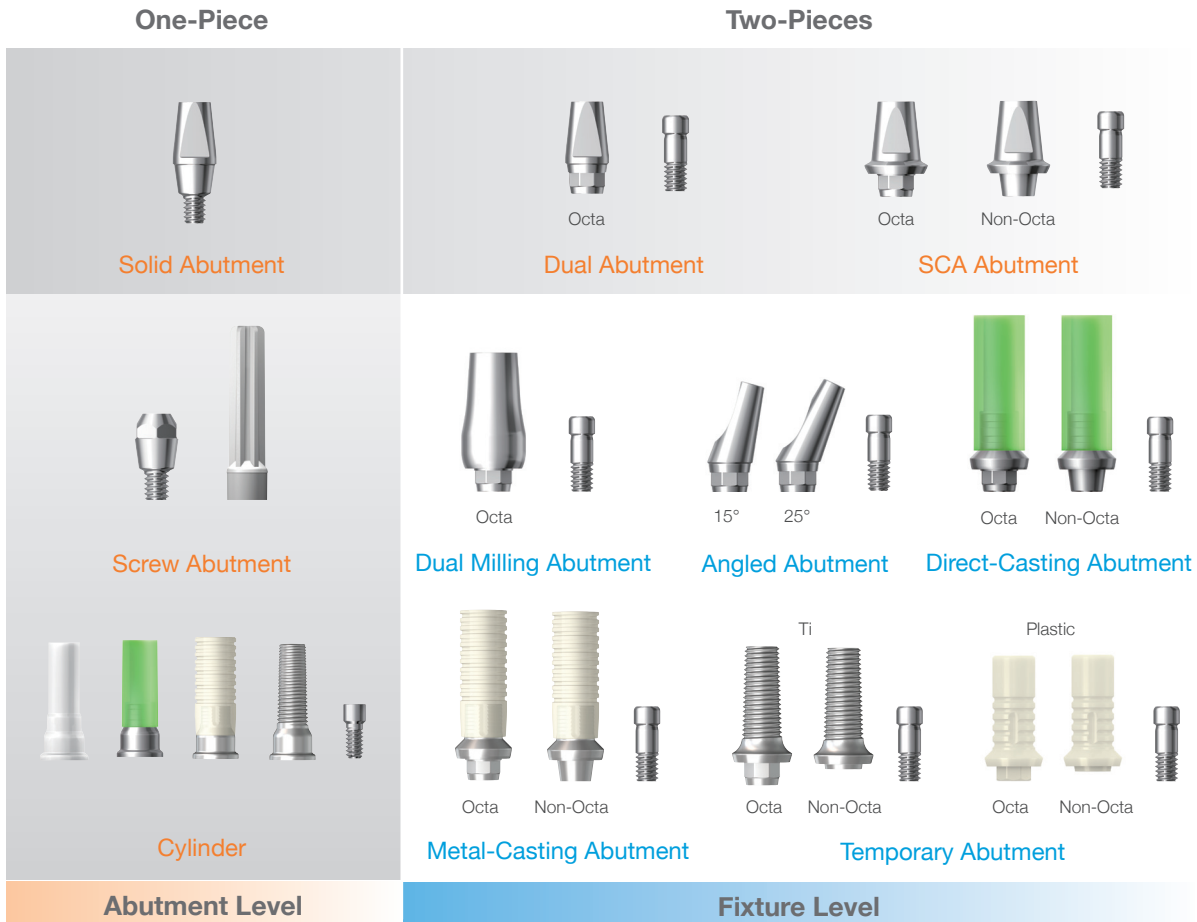 One-Piece
Two-Pieces
Octa
Octa
Non-Octa
Solid Abutment
Dual Abutment
SCA Abutment
Octa
15°
25°
Octa
Non-Octa
Screw Abutment
Dual Milling Abutment
Angled Abutment
Direct-Casting Abutment
Ti
Plastic
Octa
Non-Octa
Octa
Non-Octa
Octa
Non-Octa
Cylinder
Metal-Casting Abutment
Temporary Abutment
Abutment Level
Fixture Level